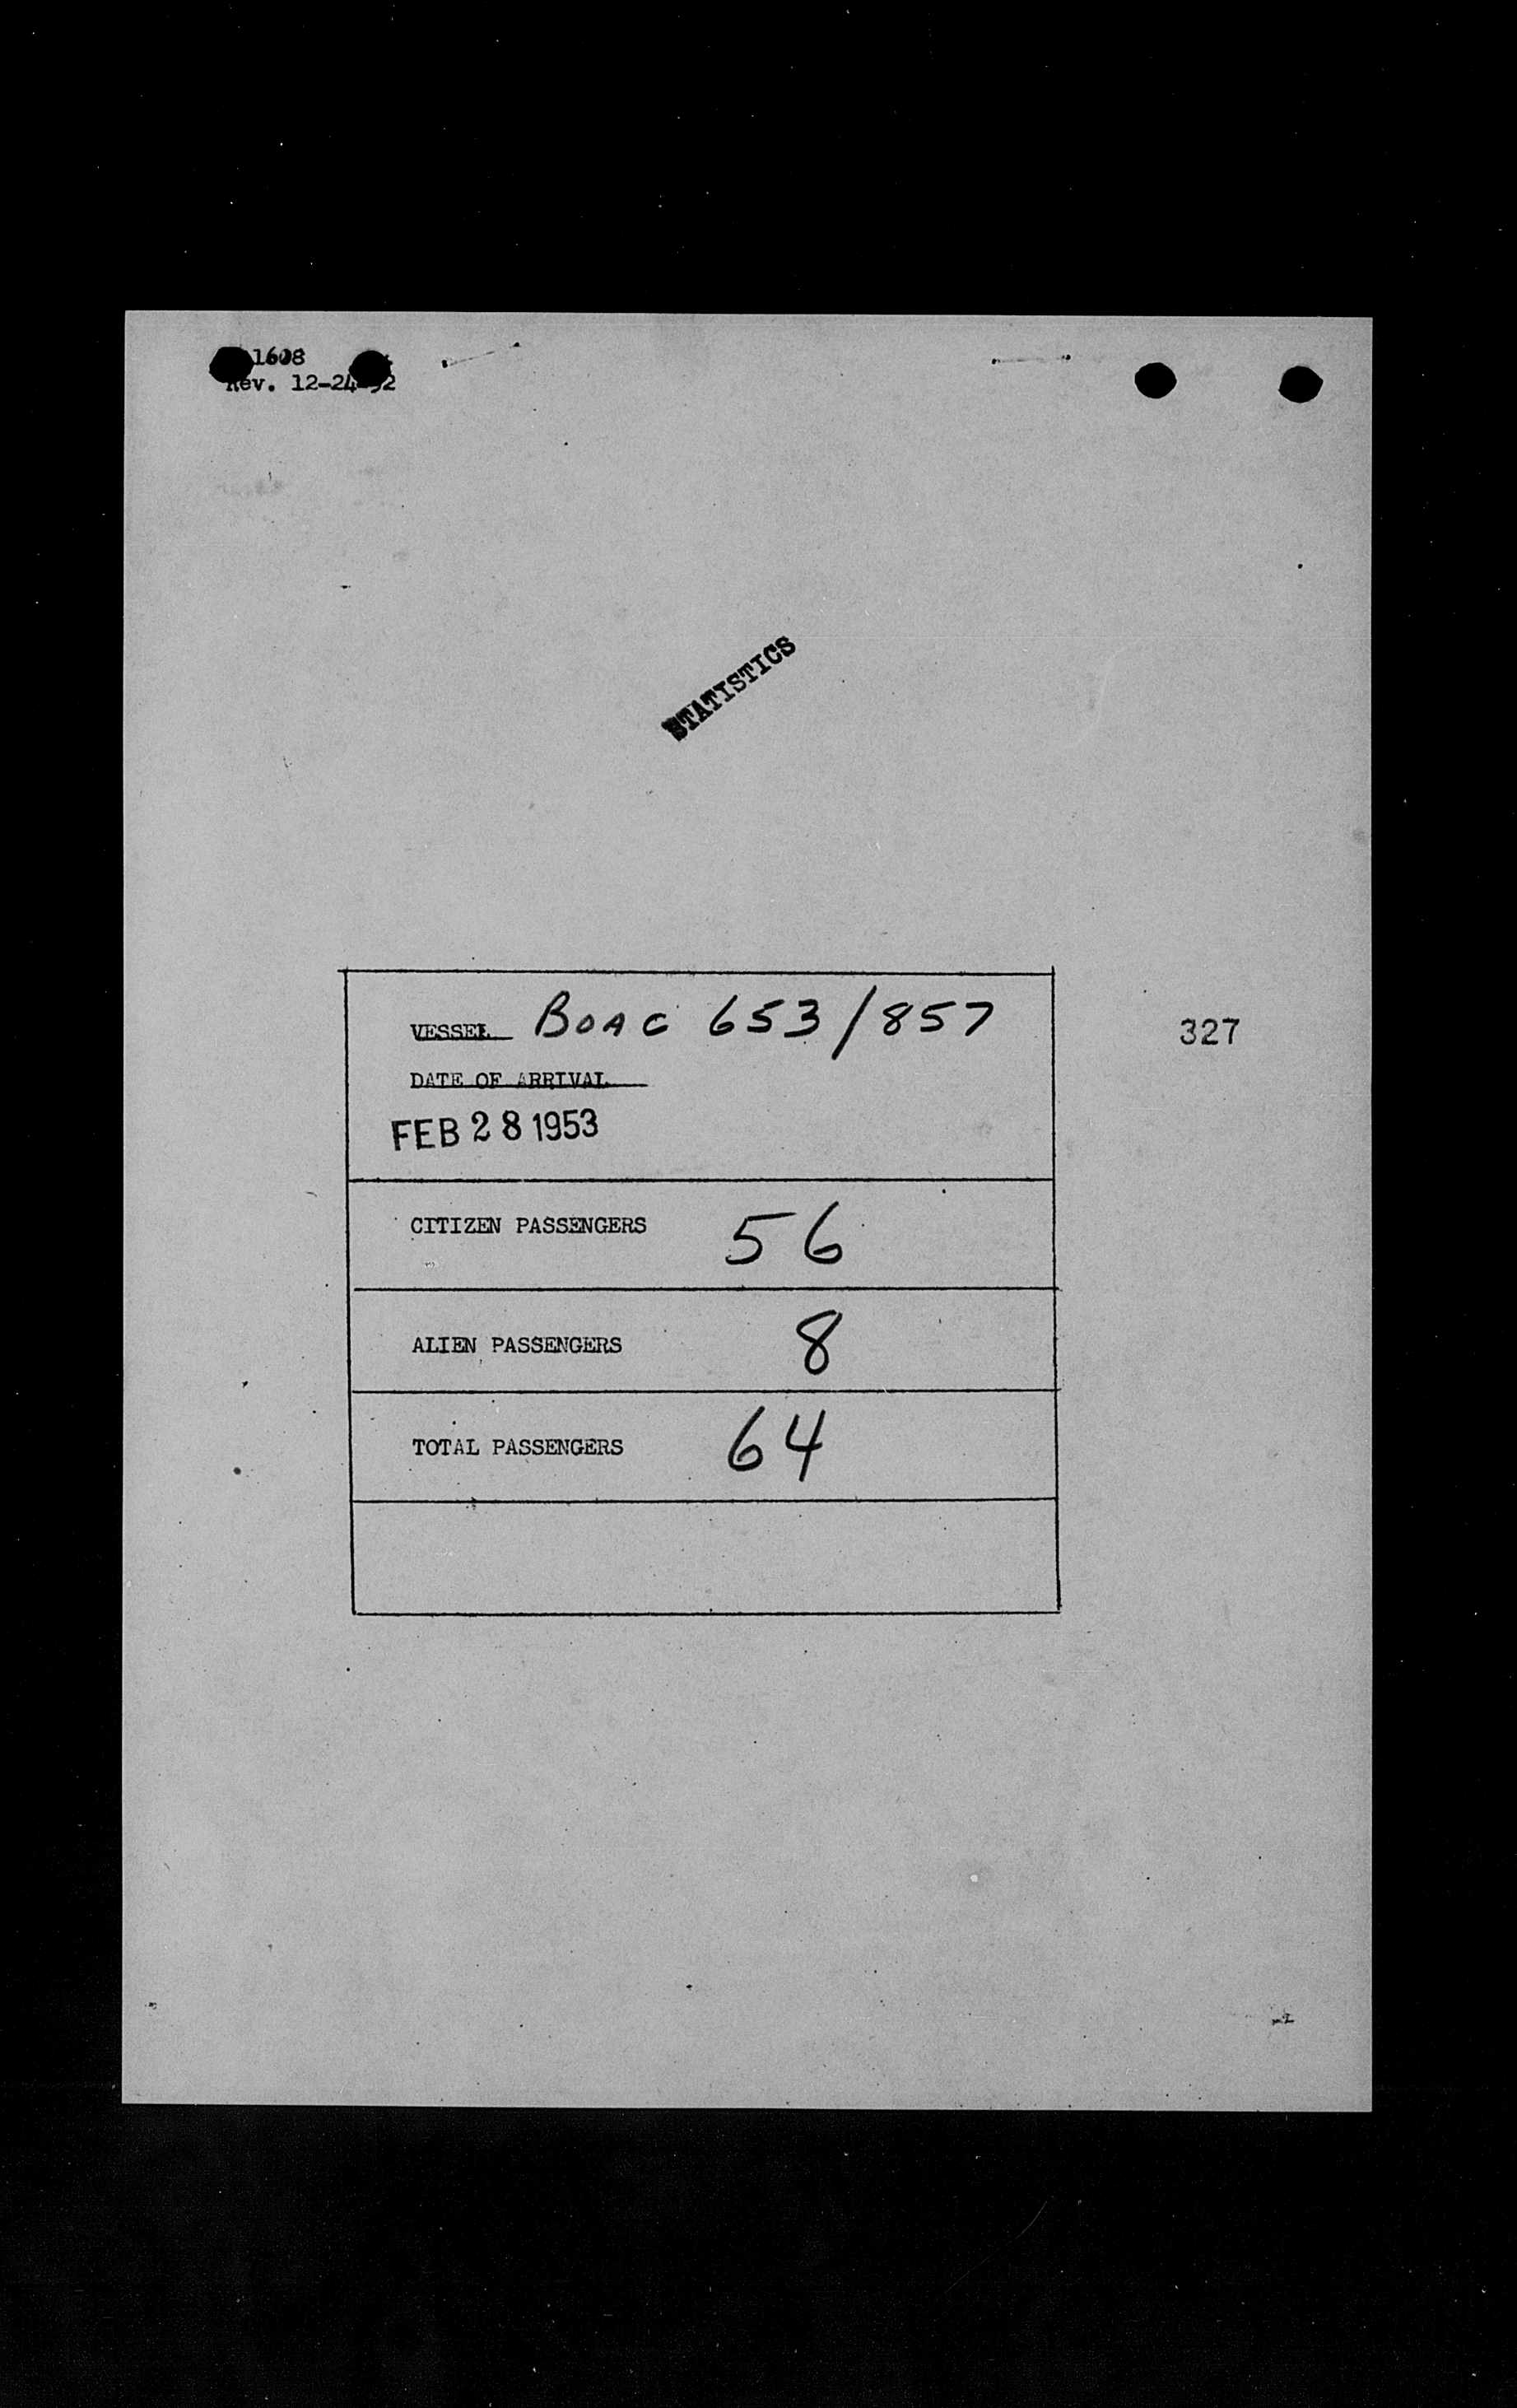 1608
Rev. 12-24-52
STATISTICS
VESSEL BOAC 653/857
327
DATE OF ARRIVAL
FEB 28 1953
CITIZEN PASSENGERS 56
ALIEN PASSENGERS 8
TOTAL PASSENGERS 64